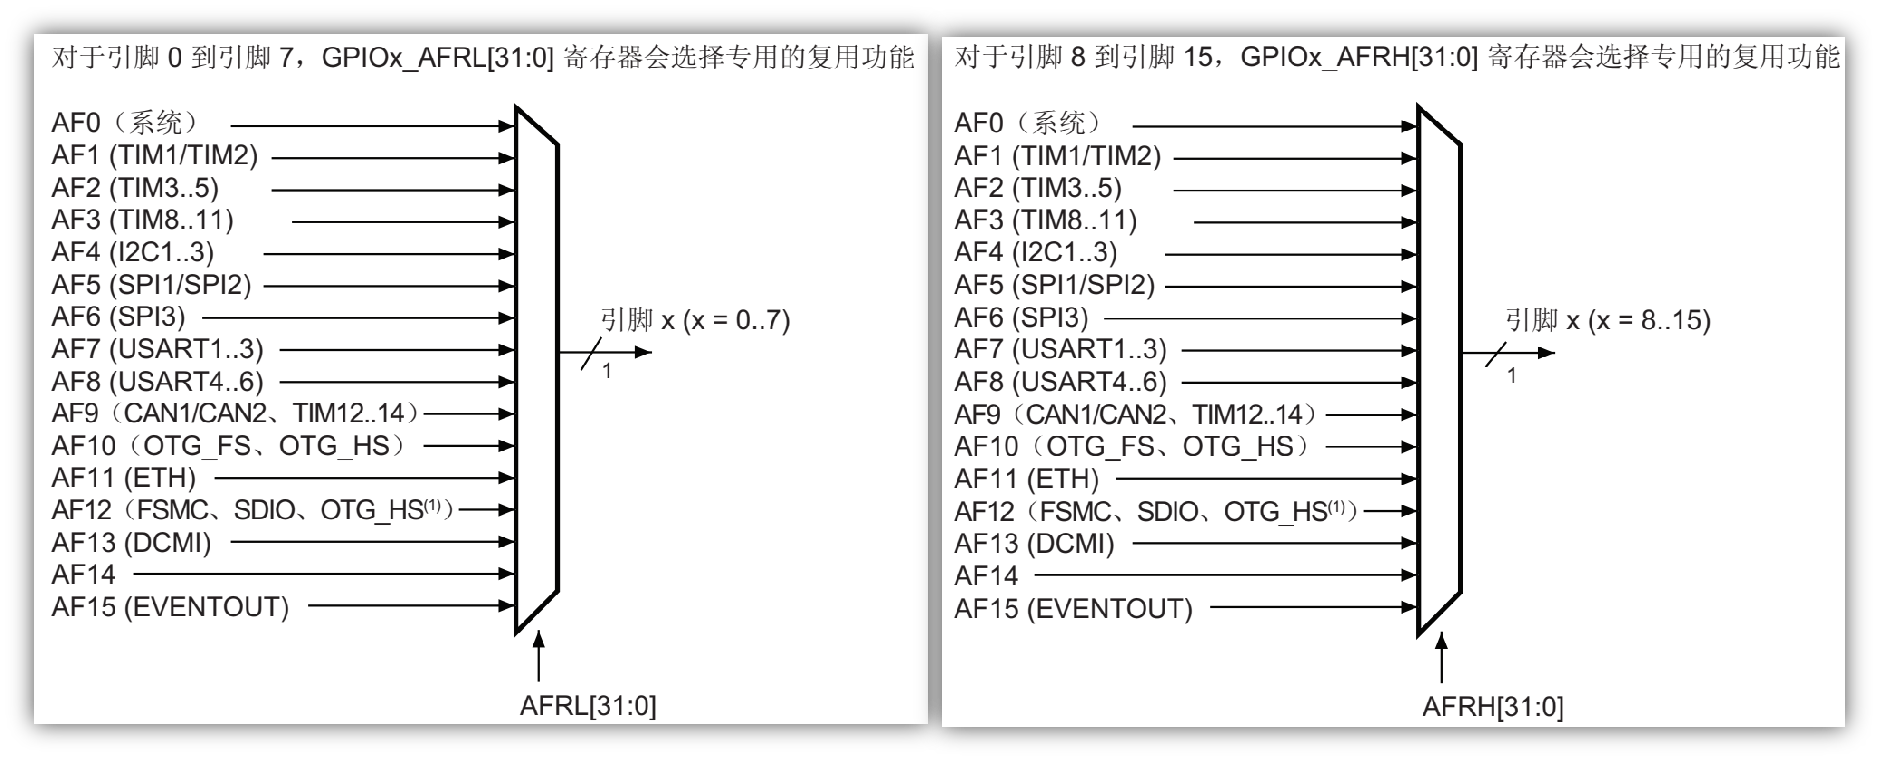 对于引脚 0 到引脚 7，GPIOx_AFRL[31:0] 寄存器会选择专用的复用功能
AF0（系统）
AF1 (TIM1/TIM2)
AF2 (TIM3..5)
AF3 (TIM8..11)
AF4 (I2C1..3)
AF5 (SPI1/SPI2)
AF6 (SPI3)
AF7 (USART1..3)
AF8 (USART4..6)
AF9（CAN1/CAN2、TIM12..14）
AF10（OTG_FS、OTG_HS）
AF11 (ETH)
AF12（FSMC、SDIO、OTG_HS(1)）
AF13 (DCMI)
AF14
AF15 (EVENTOUT)
引脚 x (x = 0..7)
1
AFRL[31:0]
对于引脚 8 到引脚 15，GPIOx_AFRH[31:0] 寄存器会选择专用的复用功能
AF0（系统）
AF1 (TIM1/TIM2)
AF2 (TIM3..5)
AF3 (TIM8..11)
AF4 (I2C1..3)
AF5 (SPI1/SPI2)
AF6 (SPI3)
AF7 (USART1..3)
AF8 (USART4..6)
AF9（CAN1/CAN2、TIM12..14）
AF10（OTG_FS、OTG_HS）
AF11 (ETH)
AF12（FSMC、SDIO、OTG_HS(1)）
AF13 (DCMI)
AF14
AF15 (EVENTOUT)
引脚 x (x = 8..15)
1
AFRH[31:0]